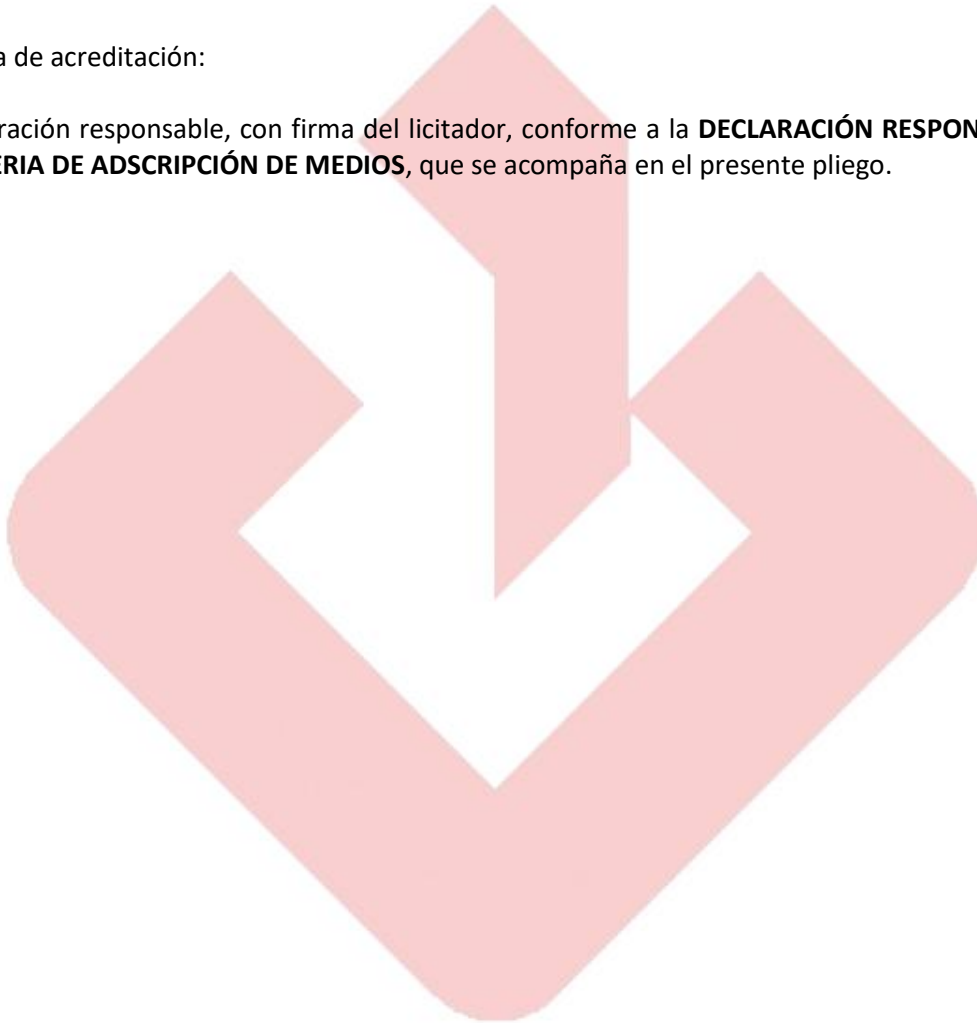 a de acreditación:
ración responsable, con firma del licitador, conforme a la DECLARACIÓN RESPON
ERIA DE ADSCRIPCIÓN DE MEDIOS, que se acompaña en el presente pliego.